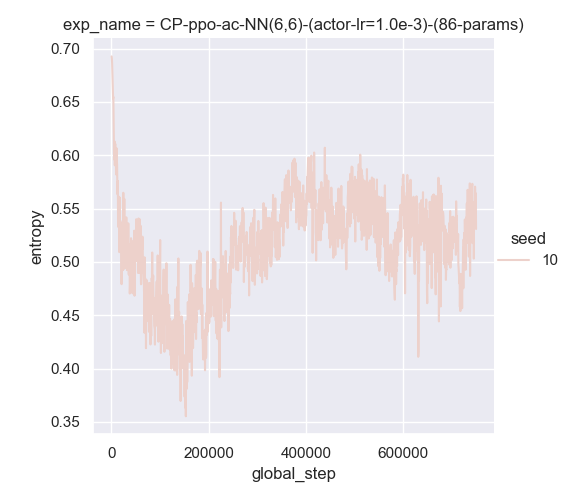 exp_name = CP-ppo-ac-NN(6,6)-(actor-lr=1.0e-3)-(86-params)
0.70
0.65
0.60
0.55
0.50
0.45
0.40
0.35
entropy
0 200000 400000 600000
global_step
seed
10